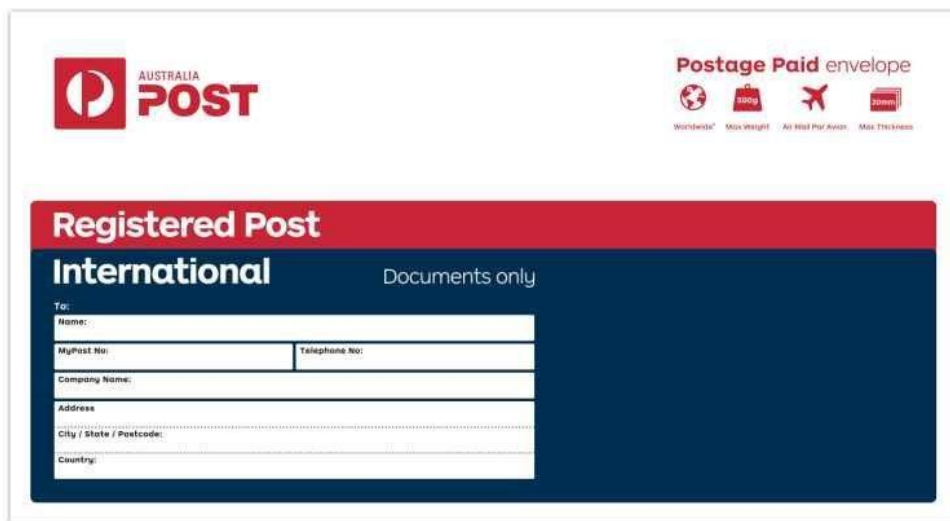 AUSTRALIA
POST
Postage Paid envelope
500g
20mm
Worldwide*
Max Weight
Air Mail Par Avion
Max Thickness
Registered Post
International
Documents only
To:
Name:
MyPost No:
Telephone No:
Company Name:
Address
City / State / Postcode:
Country: